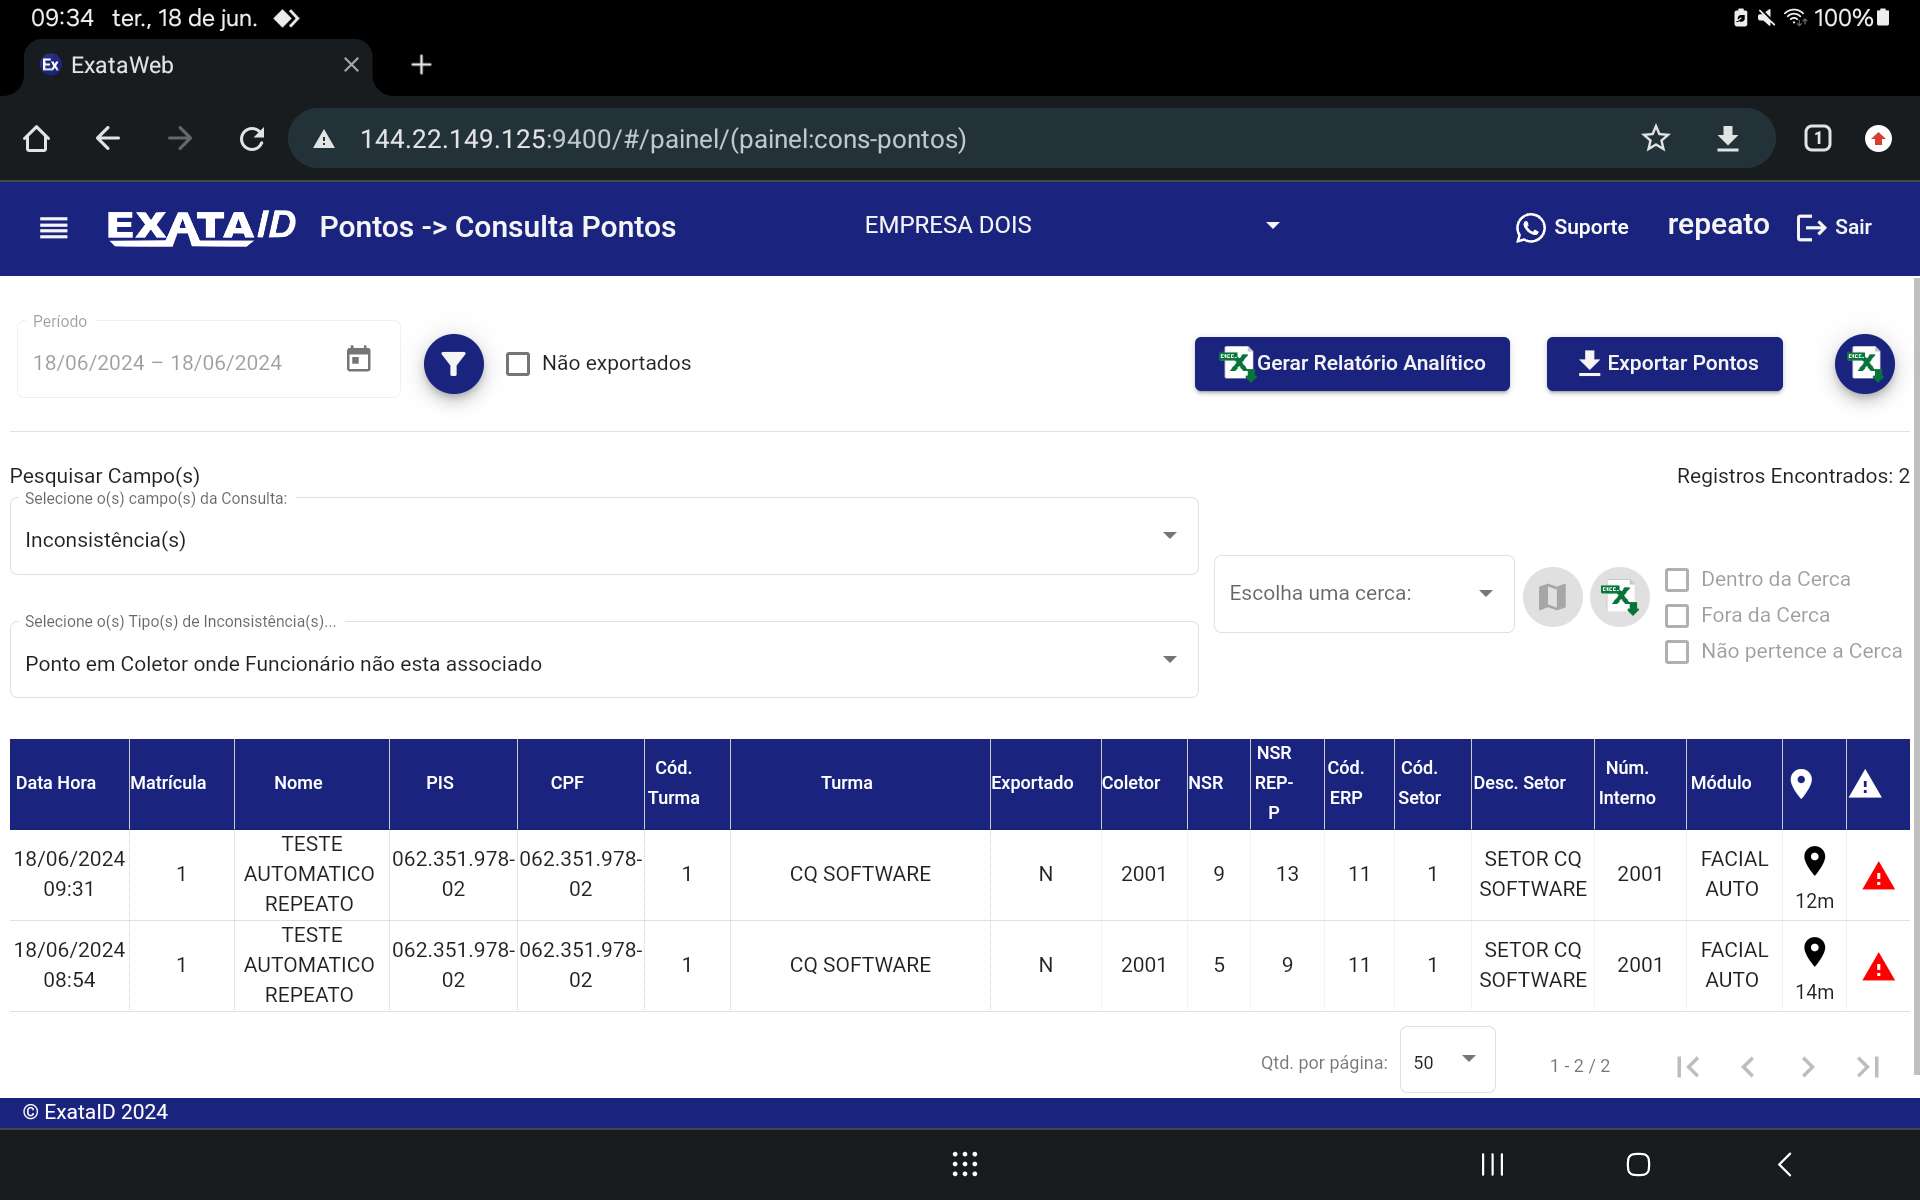 09:34 ter., 18 de jun.
100%
Ex ExataWeb
144.22.149.125:9400/#/painel/(painel:cons-pontos)
1
EXATAID Pontos -> Consulta Pontos EMPRESA DOIS Suporte repeato Sair
Período
18/06/2024 – 18/06/2024
Não exportados
Gerar Relatório Analítico
Exportar Pontos
Pesquisar Campo(s)
Registros Encontrados: 2
Selecione o(s) campo(s) da Consulta:
Inconsistência(s)
Selecione o(s) Tipo(s) de Inconsistência(s)...
Ponto em Coletor onde Funcionário não esta associado
Escolha uma cerca:
Dentro da Cerca
Fora da Cerca
Não pertence a Cerca
Data Hora Matrícula Nome PIS CPF Cód. Turma Turma Exportado Coletor NSR NSR REP-P Cód. ERP Cód. Setor Desc. Setor Núm. Interno Módulo
18/06/2024 09:31 1 TESTE AUTOMATICO REPEATO 062.351.978-02 062.351.978-02 1 CQ SOFTWARE N 2001 9 13 11 1 SETOR CQ SOFTWARE 2001 FACIAL AUTO 12m
18/06/2024 08:54 1 TESTE AUTOMATICO REPEATO 062.351.978-02 062.351.978-02 1 CQ SOFTWARE N 2001 5 9 11 1 SETOR CQ SOFTWARE 2001 FACIAL AUTO 14m
Qtd. por página: 50 1 - 2 / 2
© ExataID 2024